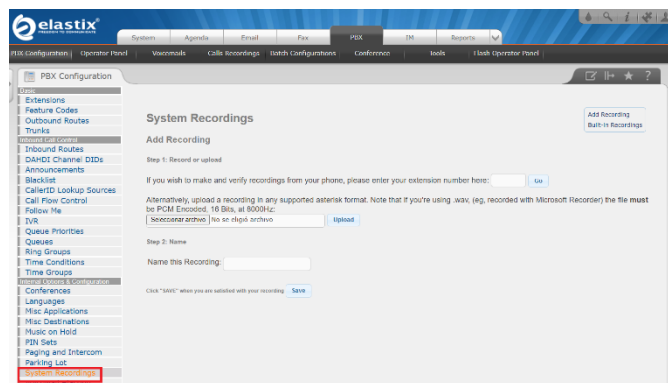 elastix®
FREEDOM TO COMMUNICATE
System Agenda Email Fax PBX IM Reports
PBX Configuration Operator Panel Voicemails Calls Recordings Batch Configurations Conference Tools Flash Operator Panel
PBX Configuration
Basic
Extensions
Feature Codes
Outbound Routes
Trunks
Inbound Call Control
Inbound Routes
DAHDI Channel DIDs
Announcements
Blacklist
CallerID Lookup Sources
Call Flow Control
Follow Me
IVR
Queue Priorities
Queues
Ring Groups
Time Conditions
Time Groups
Internal Options & Configuration
Conferences
Languages
Misc Applications
Misc Destinations
Music on Hold
PIN Sets
Paging and Intercom
Parking Lot
System Recordings
System Recordings
Add Recording
Built-in Recordings
Add Recording
Step 1: Record or upload
If you wish to make and verify recordings from your phone, please enter your extension number here: Go
Alternatively, upload a recording in any supported asterisk format. Note that if you're using .wav, (eg, recorded with Microsoft Recorder) the file must
be PCM Encoded, 16 Bits, at 8000Hz:
Seleccionar archivo No se eligió archivo Upload
Step 2: Name
Name this Recording:
Click "SAVE" when you are satisfied with your recording Save